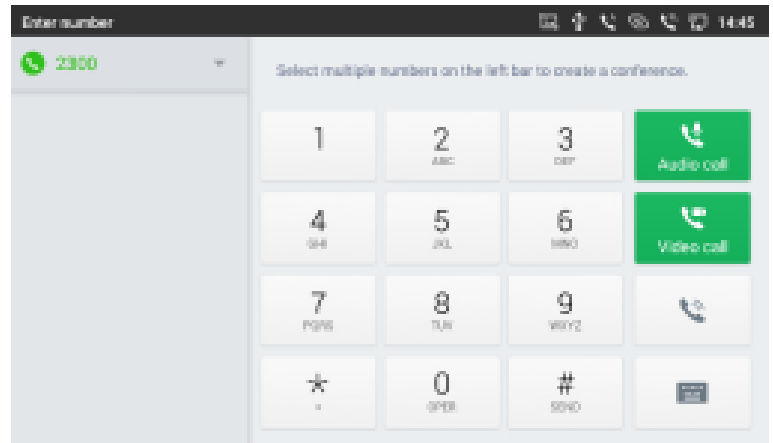 Enter number
14:45
2300
Select multiple numbers on the left bar to create a conference.
1
2
ABC
3
DEF
Audio call
4
GHI
5
JKL
6
MNO
Video call
7
PQRS
8
TUV
9
WXYZ
*
0
OPER
#
SEND